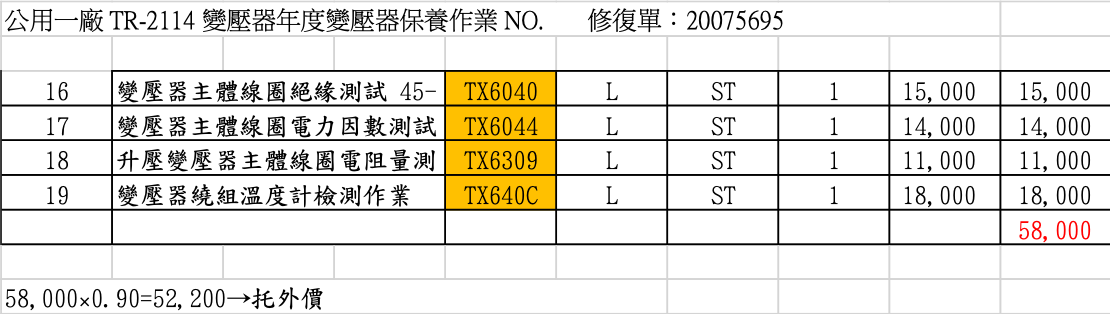 公用一廠 TR-2114 變壓器年度變壓器保養作業 NO. 修復單：20075695
16 變壓器主體線圈絕緣測試 45- TX6040 L ST 1 15,000 15,000
17 變壓器主體線圈電力因數測試 TX6044 L ST 1 14,000 14,000
18 升壓變壓器主體線圈電阻量測 TX6309 L ST 1 11,000 11,000
19 變壓器繞組溫度計檢測作業 TX640C L ST 1 18,000 18,000
58,000
58,000×0.90=52,200→托外價